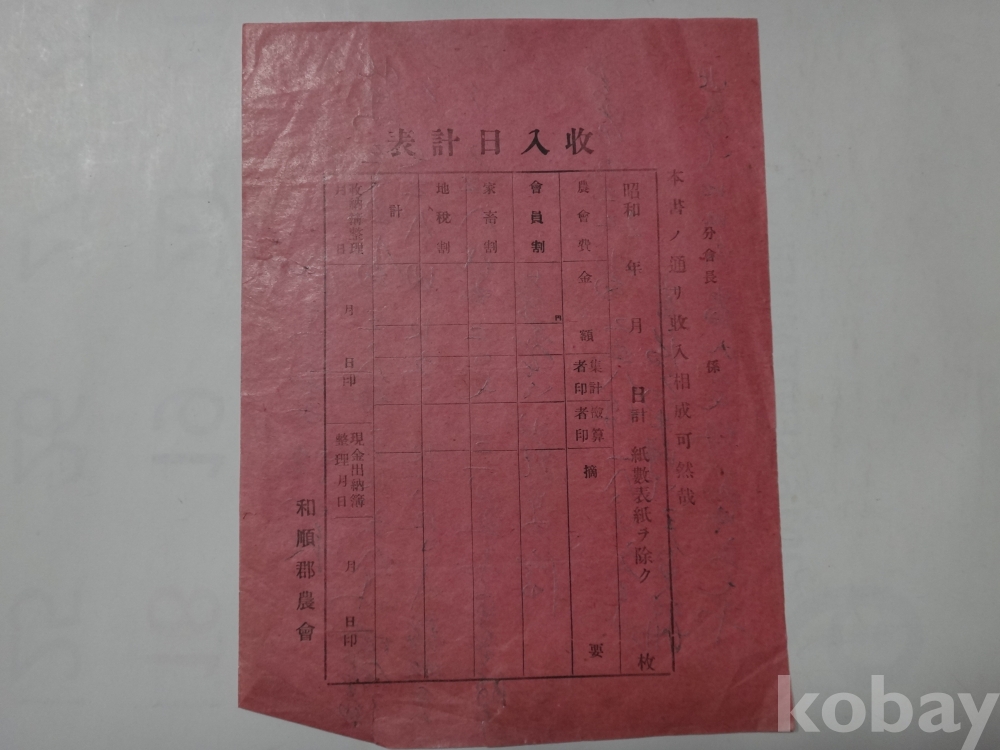 分會長
係
本書ノ通リ收入相成可然哉
收入日計表
昭和 年 月 日計 紙數表紙ヲ除ク 枚
農會費 金額 集計者印 檢算者印 摘要
會員割 円
家畜割
地稅割
計
收納簿整理月日 月 日印 現金出納簿整理月日 月 日印
和順郡農會
kobay